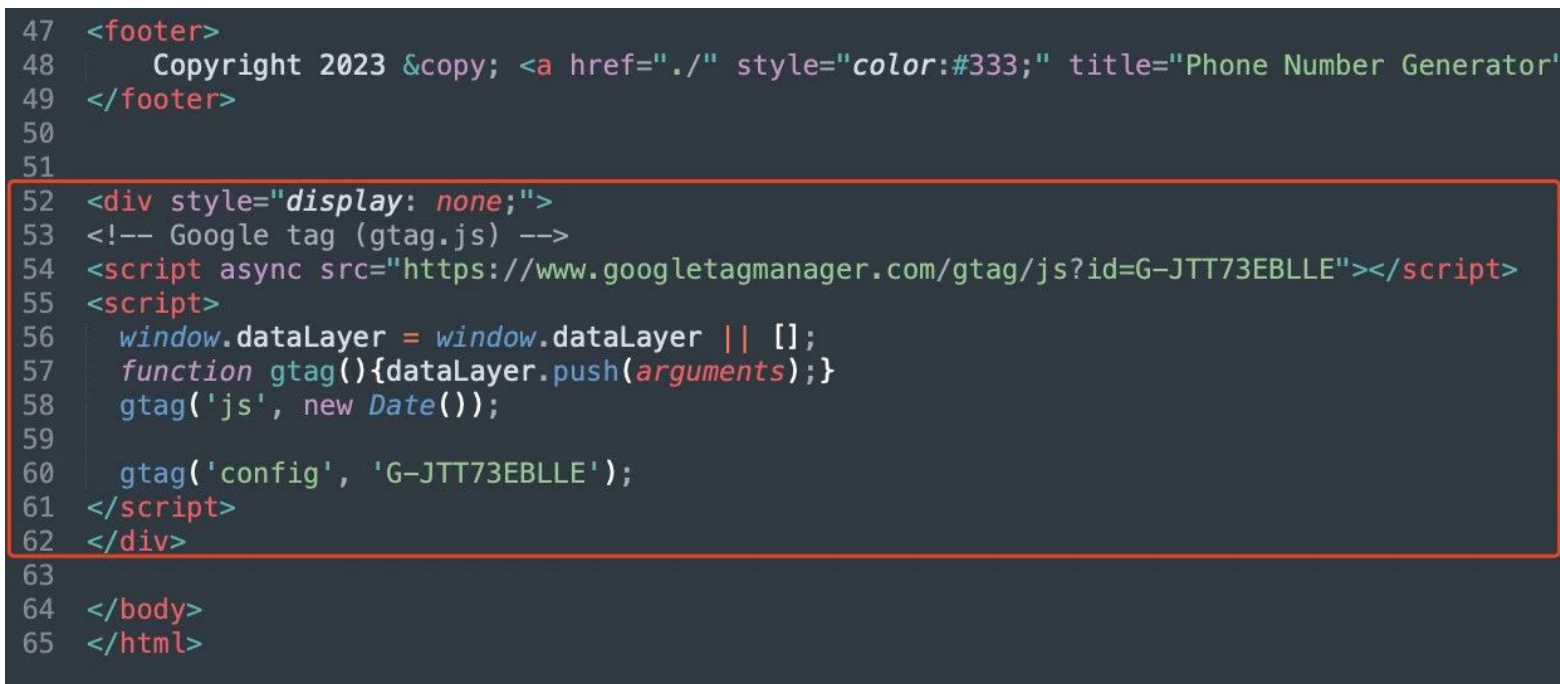 47 <footer>
48     Copyright 2023 &copy; <a href="./" style="color:#333;" title="Phone Number Generator"
49 </footer>
50
51
52 <div style="display: none;">
53 <!-- Google tag (gtag.js) -->
54 <script async src="https://www.googletagmanager.com/gtag/js?id=G-JTT73EBLLE"></script>
55 <script>
56   window.dataLayer = window.dataLayer || [];
57   function gtag(){dataLayer.push(arguments);}
58   gtag('js', new Date());
59
60   gtag('config', 'G-JTT73EBLLE');
61 </script>
62 </div>
63
64 </body>
65 </html>